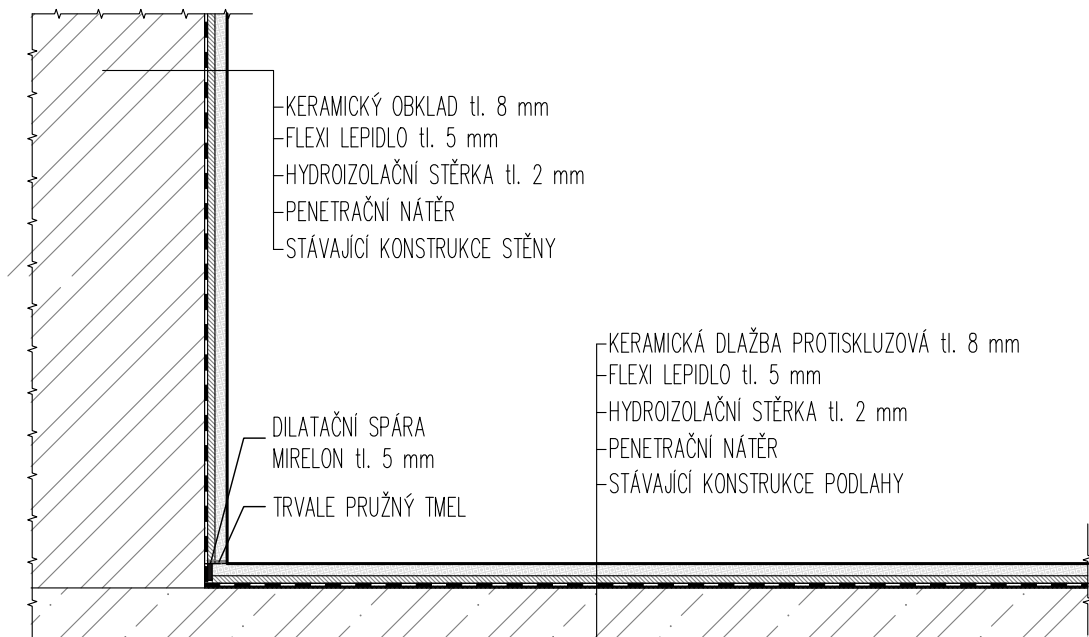 KERAMICKÝ OBKLAD tl. 8 mm
FLEXI LEPIDLO tl. 5 mm
HYDROIZOLAČNÍ STĚRKA tl. 2 mm
PENETRAČNÍ NÁTĚR
STÁVAJÍCÍ KONSTRUKCE STĚNY
KERAMICKÁ DLAŽBA PROTISKLUZOVÁ tl. 8 mm
FLEXI LEPIDLO tl. 5 mm
HYDROIZOLAČNÍ STĚRKA tl. 2 mm
PENETRAČNÍ NÁTĚR
STÁVAJÍCÍ KONSTRUKCE PODLAHY
DILATAČNÍ SPÁRA
MIRELON tl. 5 mm
TRVALE PRUŽNÝ TMEL